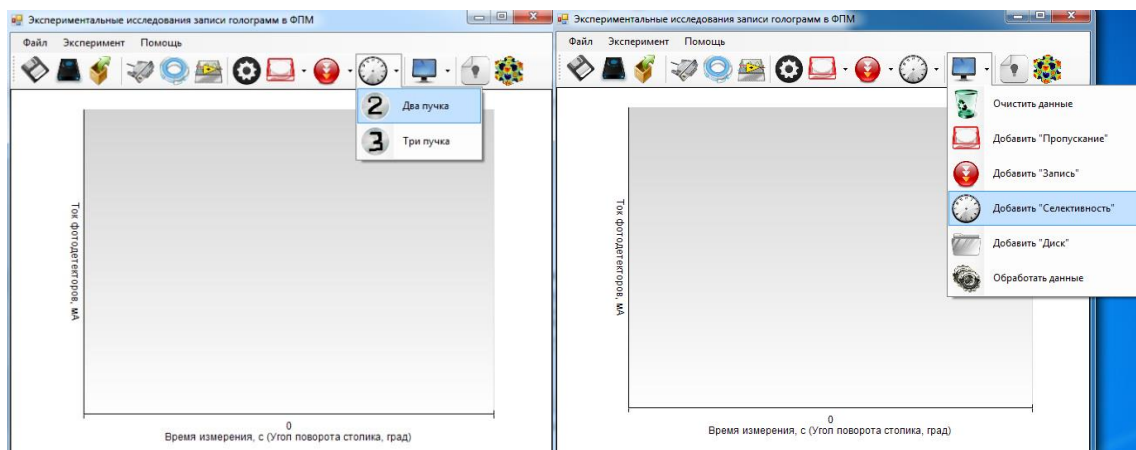 Экспериментальные исследования записи голограмм в ФПМ
Файл Эксперимент Помощь
2 Два пучка
3 Три пучка
Ток фотодетекторов, мА
0
Время измерения, с (Угол поворота столика, град)
Экспериментальные исследования записи голограмм в ФПМ
Файл Эксперимент Помощь
Очистить данные
Добавить "Пропускание"
Добавить "Запись"
Добавить "Селективность"
Добавить "Диск"
Обработать данные
Ток фотодетекторов, мА
0
Время измерения, с (Угол поворота столика, град)